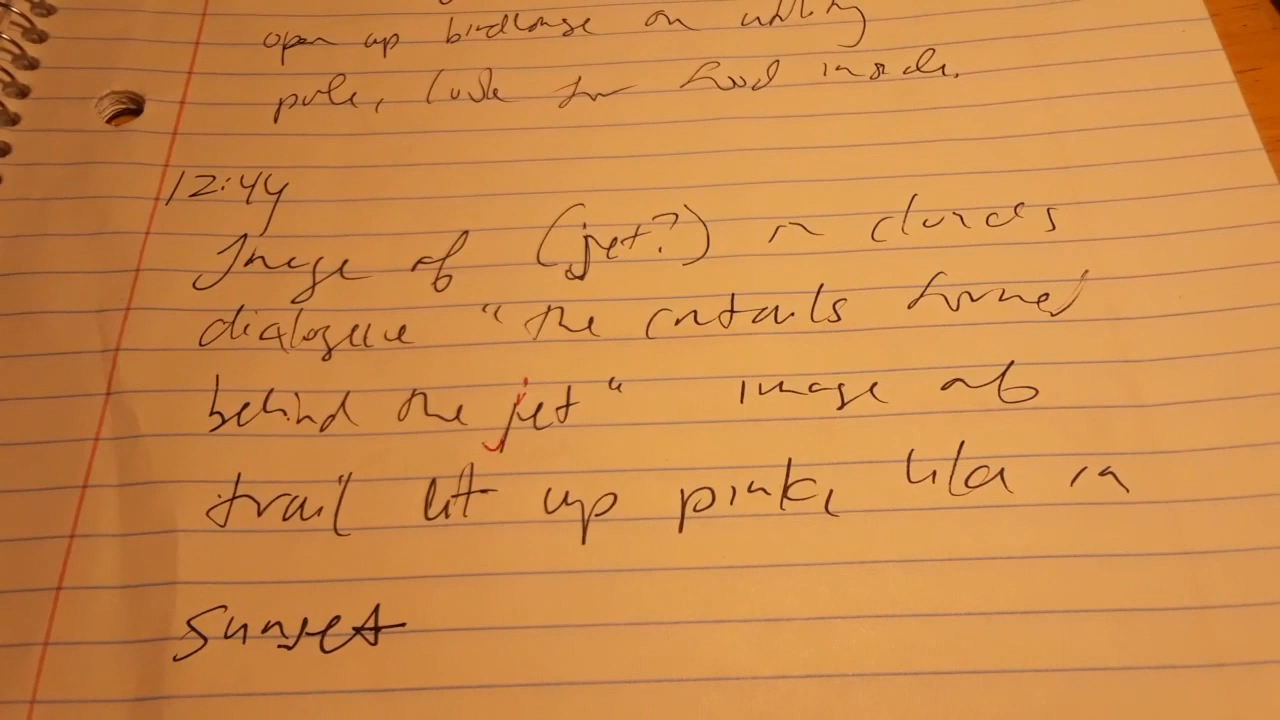 open up birdhouse on utility
pole, look for food inside.
12:44
Image of (jet?) in clouds
dialogue "the contrails formed
behind the jet" image of
trail lit up pink, like in
sunset